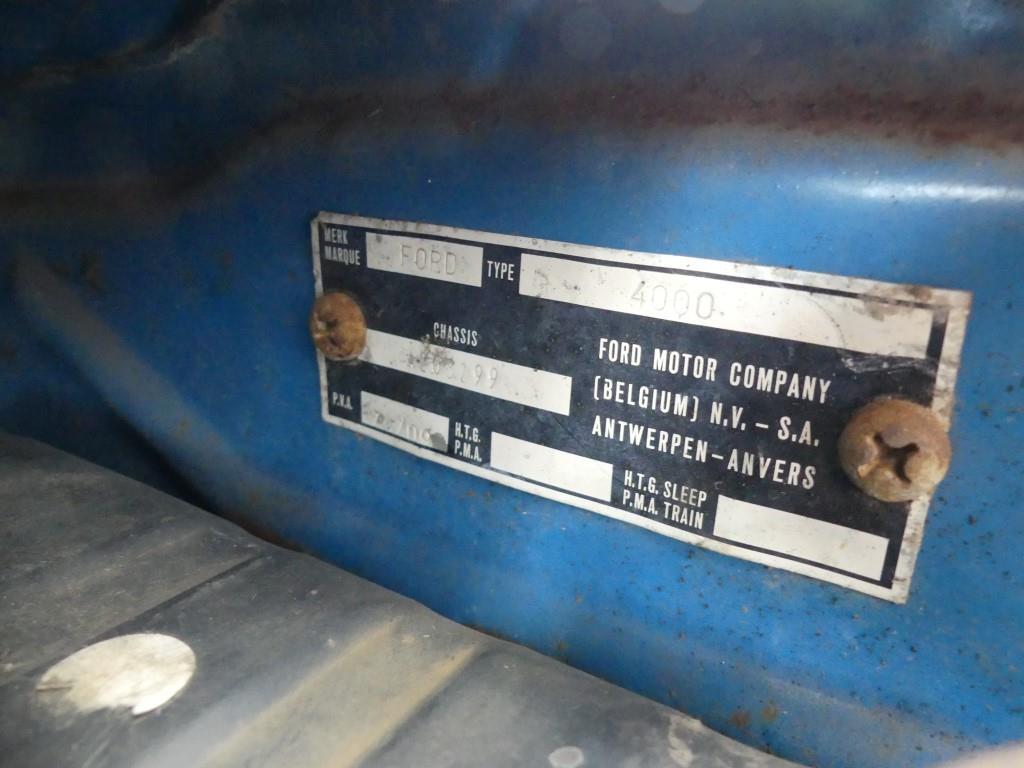 MERK
MARQUE
FORD
TYPE
4000
CHASSIS
FORD MOTOR COMPANY
(BELGIUM) N.V. – S.A.
ANTWERPEN – ANVERS
P.V.A.
H.T.G.
P.M.A.
H.T.G. SLEEP
P.M.A. TRAIN